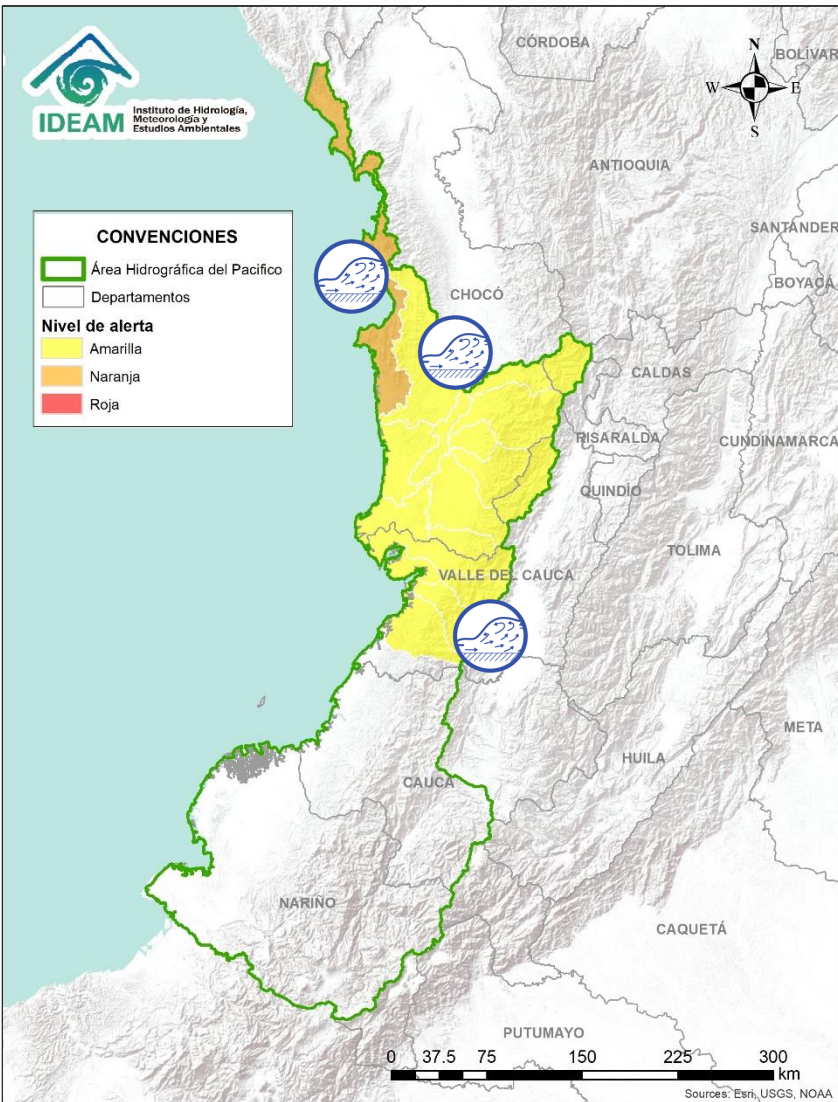 IDEAM
Instituto de Hidrología,
Meteorología y
Estudios Ambientales
N
W
E
S
CONVENCIONES
Área Hidrográfica del Pacifico
Departamentos
Nivel de alerta
Amarilla
Naranja
Roja
CÓRDOBA
BOLÍVAR
ANTIOQUIA
SANTANDER
BOYACÁ
CHOCÓ
CALDAS
RISARALDA
CUNDINAMARCA
QUINDÍO
TOLIMA
VALLE DEL CAUCA
META
HUILA
CAUCA
NARIÑO
CAQUETÁ
PUTUMAYO
0 37.5 75 150 225 300
km
Sources: Esri, USGS, NOAA